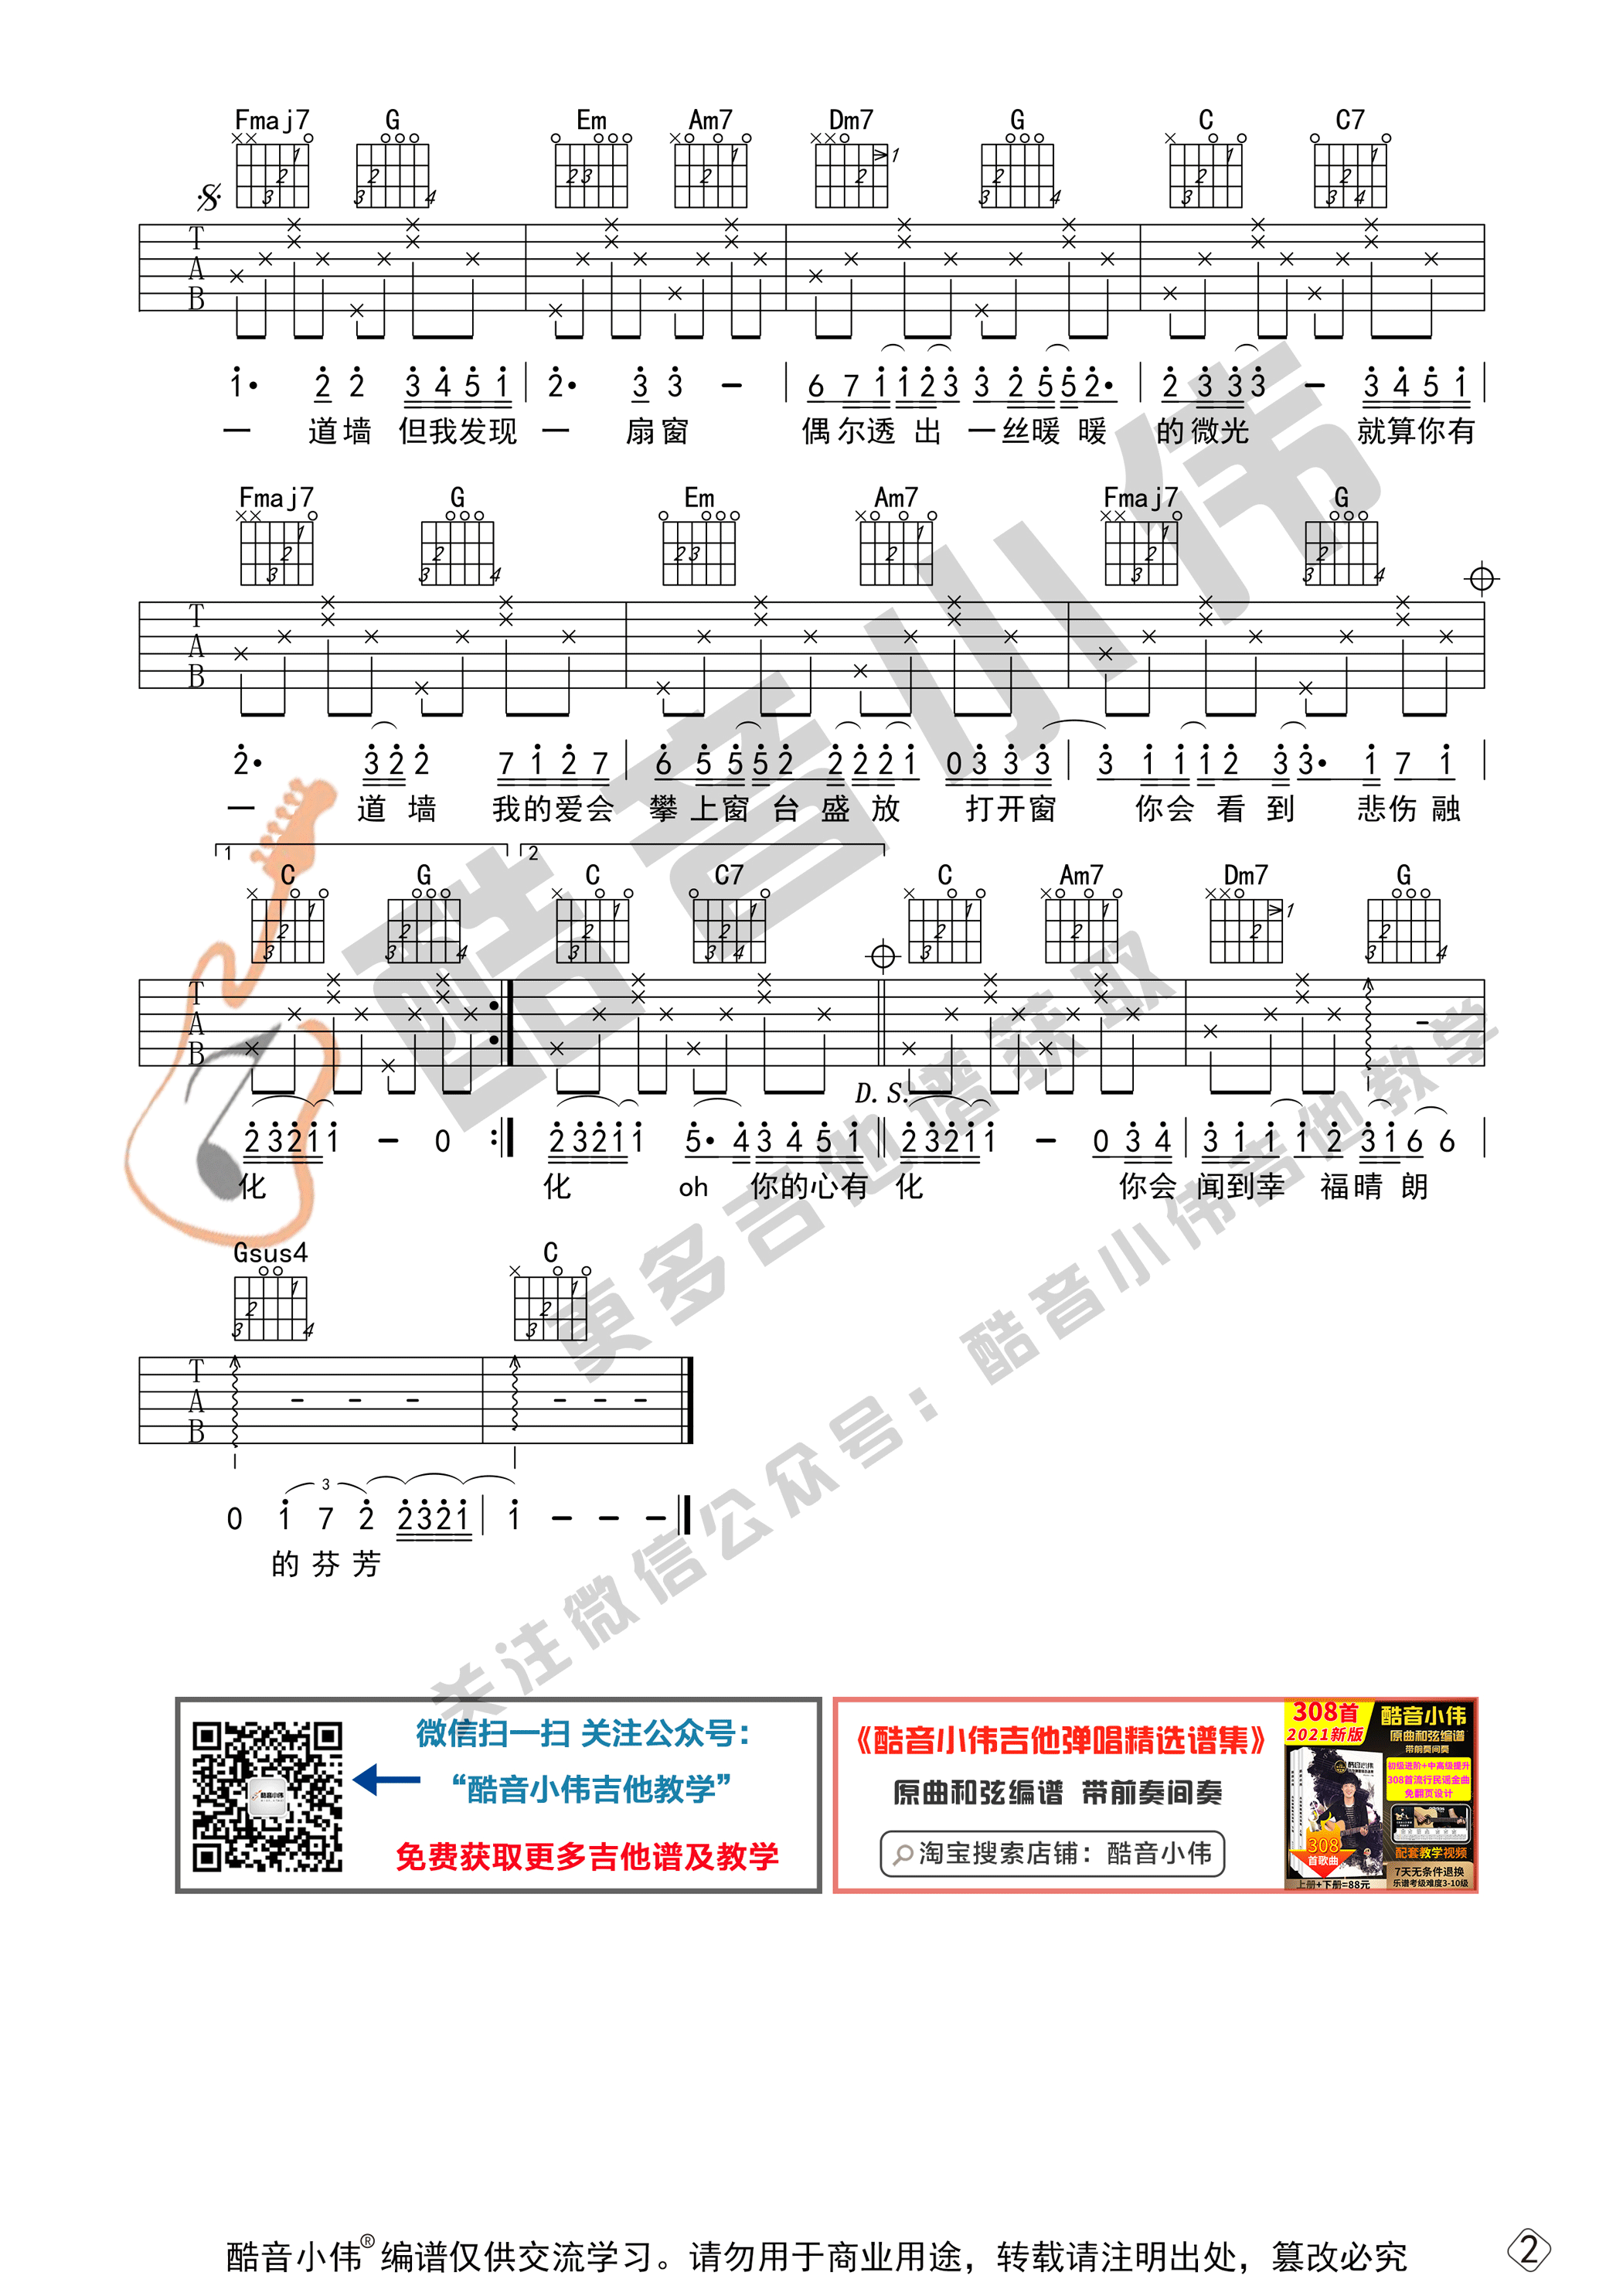 Fmaj7 G Em Am7 Dm7 G C C7
T
A
B
1· 2 2 3 4 5 1 | 2· 3 3 - | 6 7 1 1 2 3 3 2 5 5 2· | 2 3 3 3 - 3 4 5 1 |
一 道墙 但我发现 一 扇窗 偶尔透 出 一丝暖 暖 的微光 就算你有
Fmaj7 G Em Am7 Fmaj7 G
T
A
B
2· 3 2 2 7 1 2 7 | 6 5 5 5 2 2 2 2 1 0 3 3 3 | 3 1 1 1 2 3 3· 1 7 1 |
一 道 墙 我的爱会 攀上窗 台 盛 放 打开窗 你会 看 到 悲伤 融
1 2
C G C C7 C Am7 Dm7 G
T
A
B
D. S.
2 3 2 1 1 - 0 :| 2 3 2 1 1 5· 4 3 4 5 1 || 2 3 2 1 1 - 0 3 4 | 3 1 1 1 2 3 1 6 6 |
化 化 oh 你的心有 化 你会 闻到幸 福晴 朗
Gsus4 C
T
A
B
3
0 1 7 2 2 3 2 1 | 1 - - - |
的 芬 芳
酷音小伟
更多吉他谱获取
关注微信公众号：酷音小伟吉他教学
微信扫一扫 关注公众号：
“酷音小伟吉他教学”
免费获取更多吉他谱及教学
酷音小伟
《酷音小伟吉他弹唱精选谱集》
原曲和弦编谱 带前奏间奏
淘宝搜索店铺：酷音小伟
308首
2021新版
酷音小伟
原曲和弦编谱
带前奏间奏
初级进阶+中高级提升
308首流行民谣金曲
免翻页设计
308
首歌曲
上册+下册=88元
配套教学视频
7天无条件退换
乐谱考级难度3-10级
酷音小伟® 编谱仅供交流学习。请勿用于商业用途，转载请注明出处，篡改必究
2